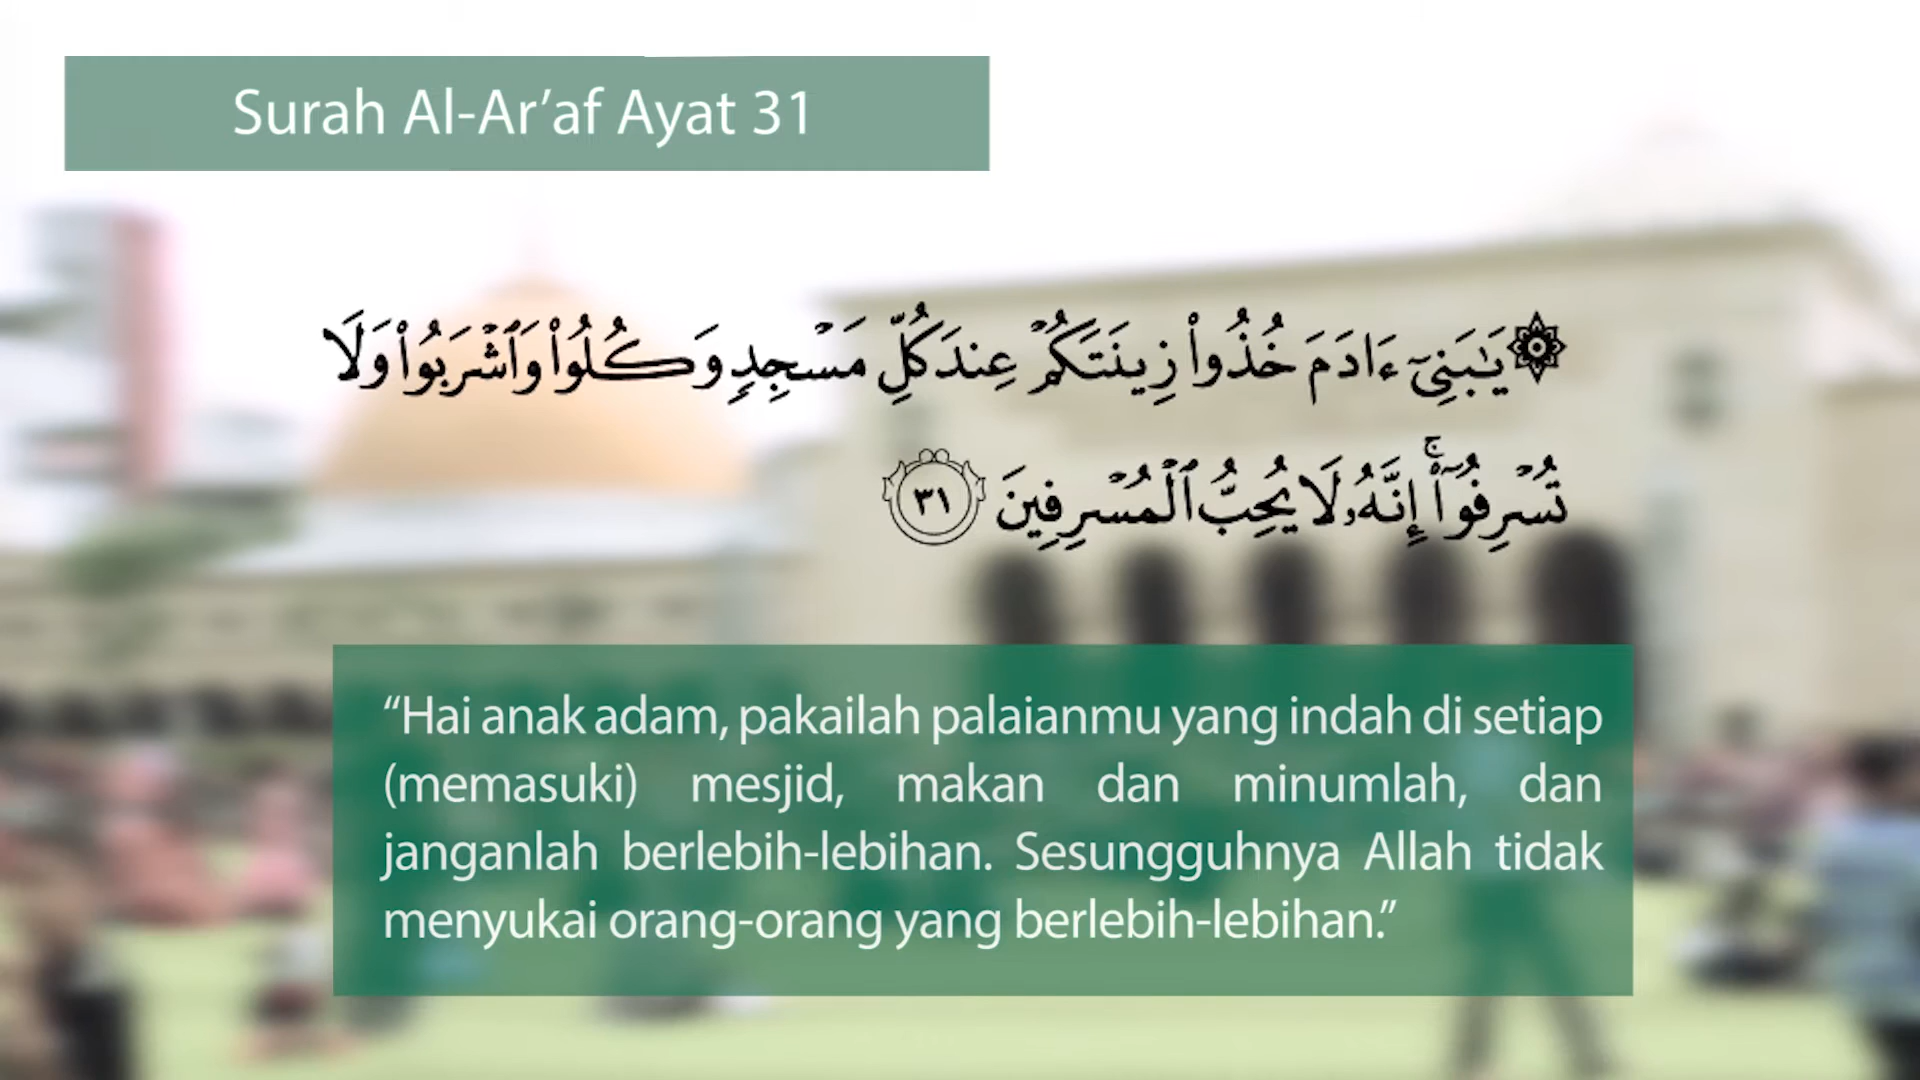 Surah Al-Ar’af Ayat 31
۞ يَـٰبَنِىٓ ءَادَمَ خُذُوا۟ زِينَتَكُمْ عِندَ كُلِّ مَسْجِدٍ وَكُلُوا۟ وَٱشْرَبُوا۟ وَلَا
تُسْرِفُوٓا۟ ۚ إِنَّهُۥ لَا يُحِبُّ ٱلْمُسْرِفِينَ ٣١
“Hai anak adam, pakailah palaianmu yang indah di setiap
(memasuki) mesjid, makan dan minumlah, dan
janganlah berlebih-lebihan. Sesungguhnya Allah tidak
menyukai orang-orang yang berlebih-lebihan.”